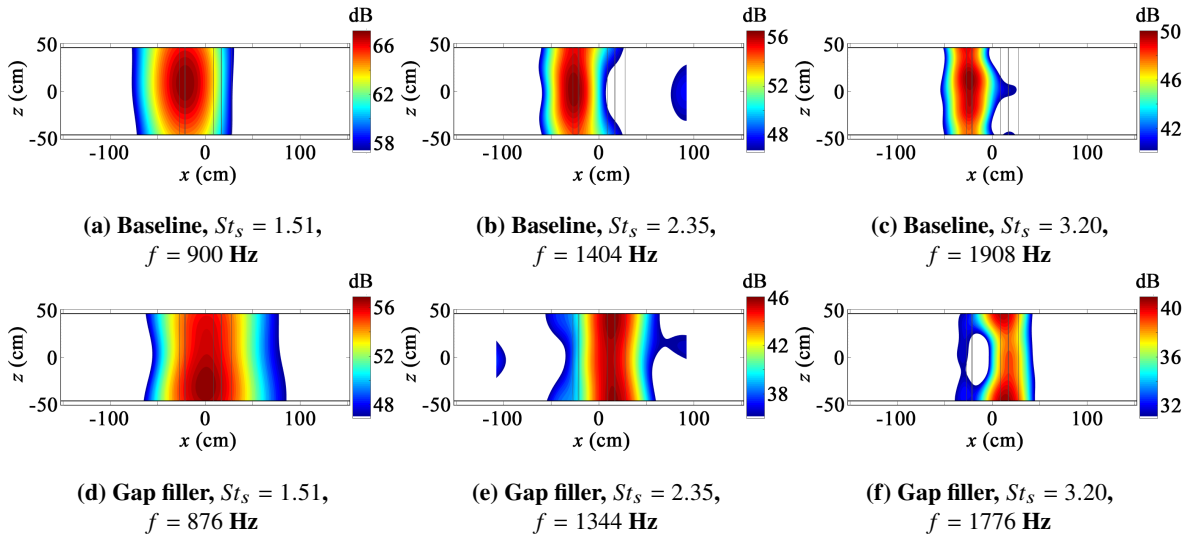 dB dB dB
50 66 50 56 50 50
z (cm) 0 62 z (cm) 0 52 z (cm) 0 45
-50 58 -50 48 -50 40
-100 0 100 -100 0 100 -100 0 100
x (cm) x (cm) x (cm)
(a) Baseline, St_s = 1.51, (b) Baseline, St_s = 2.35, (c) Baseline, St_s = 3.20,
f = 900 Hz f = 1404 Hz f = 1908 Hz
dB dB dB
50 56 50 46 50 40
z (cm) 0 52 z (cm) 0 42 z (cm) 0 35
-50 48 -50 38 -50 30
-100 0 100 -100 0 100 -100 0 100
x (cm) x (cm) x (cm)
(d) Gap filler, St_s = 1.51, (e) Gap filler, St_s = 2.35, (f) Gap filler, St_s = 3.20,
f = 876 Hz f = 1344 Hz f = 1776 Hz